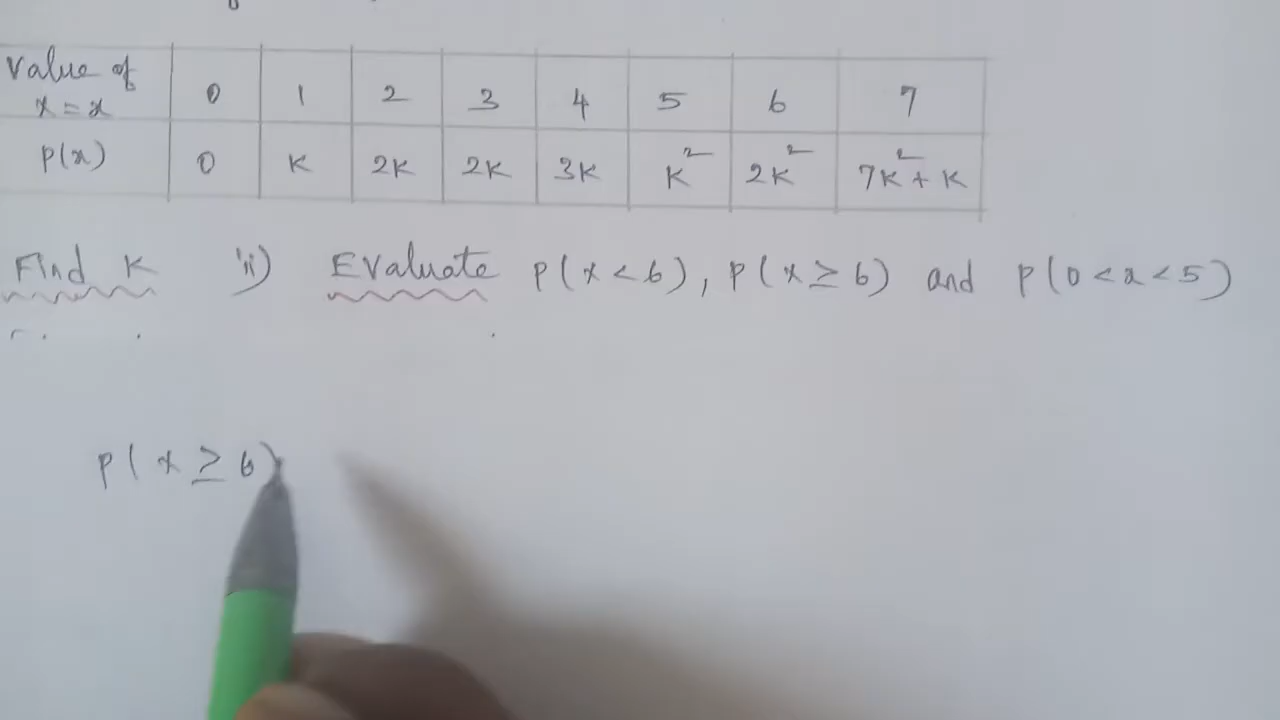 Value of x = x 0 1 2 3 4 5 6 7
p(x) 0 K 2K 2K 3K K² 2K² 7K² + K
Find K ii) Evaluate p(x < 6), p(x ≥ 6) and p(0 < x < 5)
p(x ≥ 6)